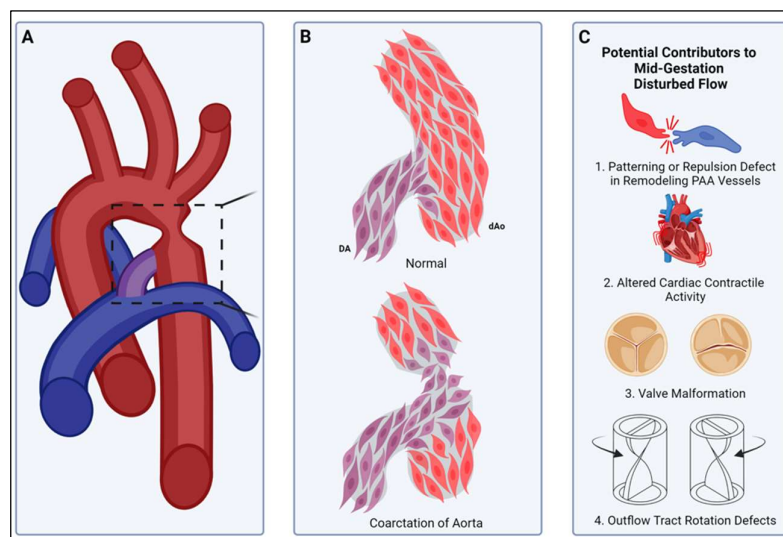 A
B
DA
dAo
Normal
Coarctation of Aorta
C
Potential Contributors to
Mid-Gestation
Disturbed Flow
1. Patterning or Repulsion Defect
in Remodeling PAA Vessels
2. Altered Cardiac Contractile
Activity
3. Valve Malformation
4. Outflow Tract Rotation Defects